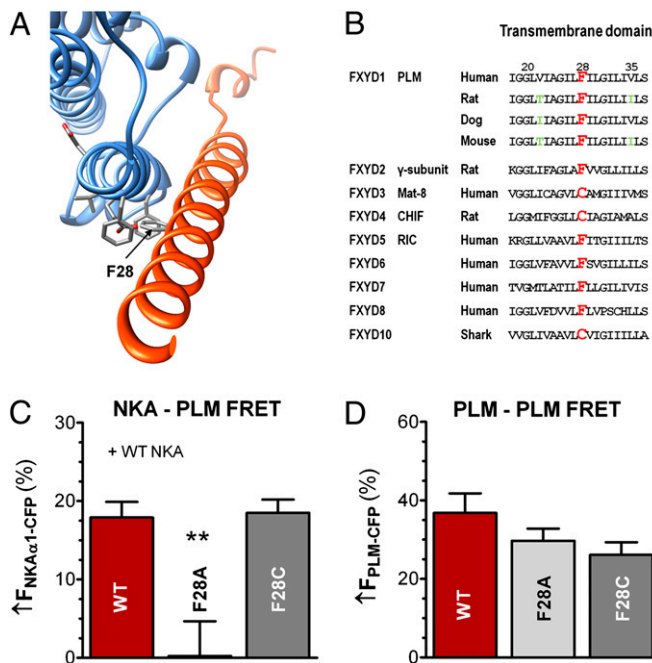 A
F28
B
Transmembrane domain
20 28 35
FXYD1 PLM Human IGGLVIAGILFILGILIVLS
Rat IGGLTIAGILFILGILIILS
Dog IGGLIIAGILFILGILIVLS
Mouse IGGLTIAGILFILGILIILS
FXYD2 γ-subunit Rat KGGLIFAGLAFVVGLLILLS
FXYD3 Mat-8 Human VGGLICAGVLCAMGIIIVMS
FXYD4 CHIF Rat LGGMIFGGLLCIAGIAMALS
FXYD5 RIC Human KRGLLVAAVLFITGIIILTS
FXYD6 Human IGGLVFAVVLFSVGILLILS
FXYD7 Human TVGMTLATILFLLGILIVIS
FXYD8 Human IGGLVFDVVLFLVPSCHLLS
FXYD10 Shark VVGLIVAAVLCVIGIIILLA
C
NKA - PLM FRET
+ WT NKA
↑F NKAα1-CFP (%)
30
20
10
0
WT
**
F28A
F28C
D
PLM - PLM FRET
↑F PLM-CFP (%)
60
40
20
0
WT
F28A
F28C